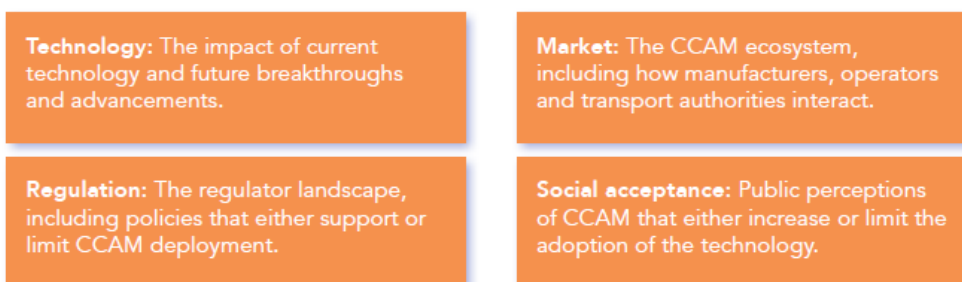 Technology: The impact of current
technology and future breakthroughs
and advancements.
Market: The CCAM ecosystem,
including how manufacturers, operators
and transport authorities interact.
Regulation: The regulator landscape,
including policies that either support or
limit CCAM deployment.
Social acceptance: Public perceptions
of CCAM that either increase or limit the
adoption of the technology.